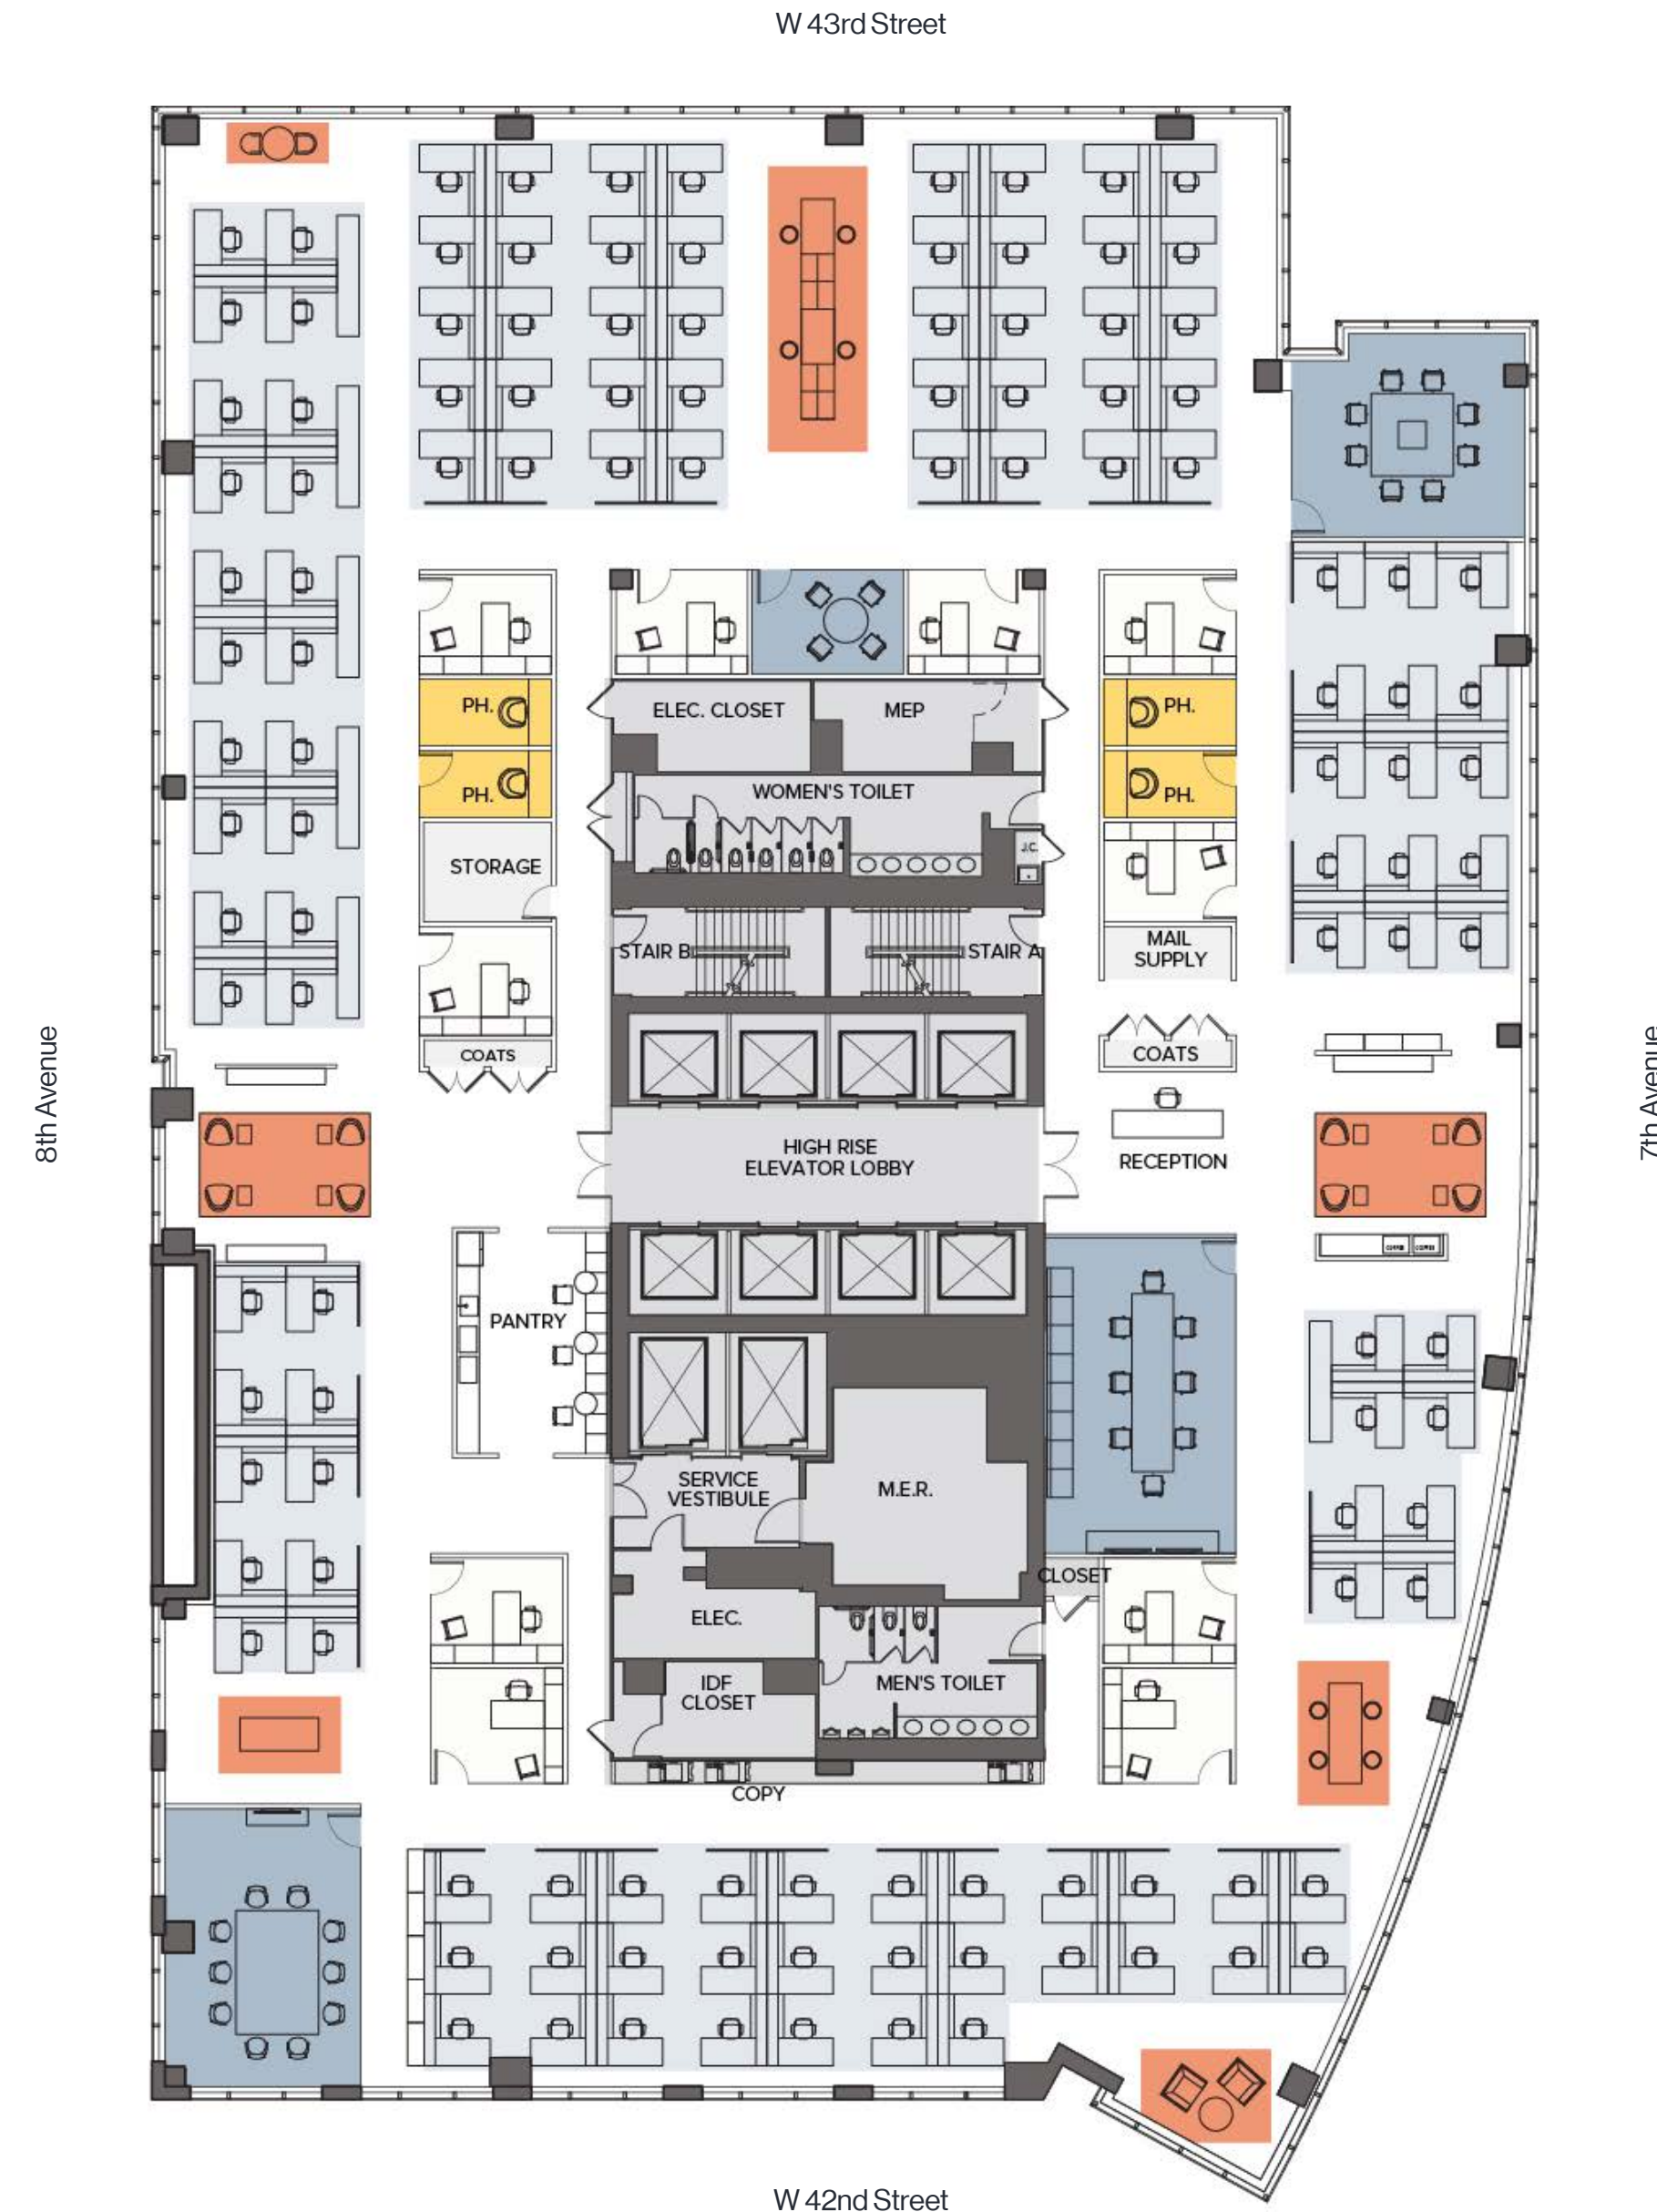 W 43rd Street
ELEC. CLOSET
MEP
PH.
PH.
PH.
PH.
WOMEN'S TOILET
J.C.
STORAGE
STAIR B
STAIR A
MAIL
SUPPLY
COATS
COATS
8th Avenue
7th Avenue
HIGH RISE
ELEVATOR LOBBY
RECEPTION
PANTRY
SERVICE
VESTIBULE
M.E.R.
CLOSET
ELEC.
IDF
CLOSET
MEN'S TOILET
COPY
W 42nd Street